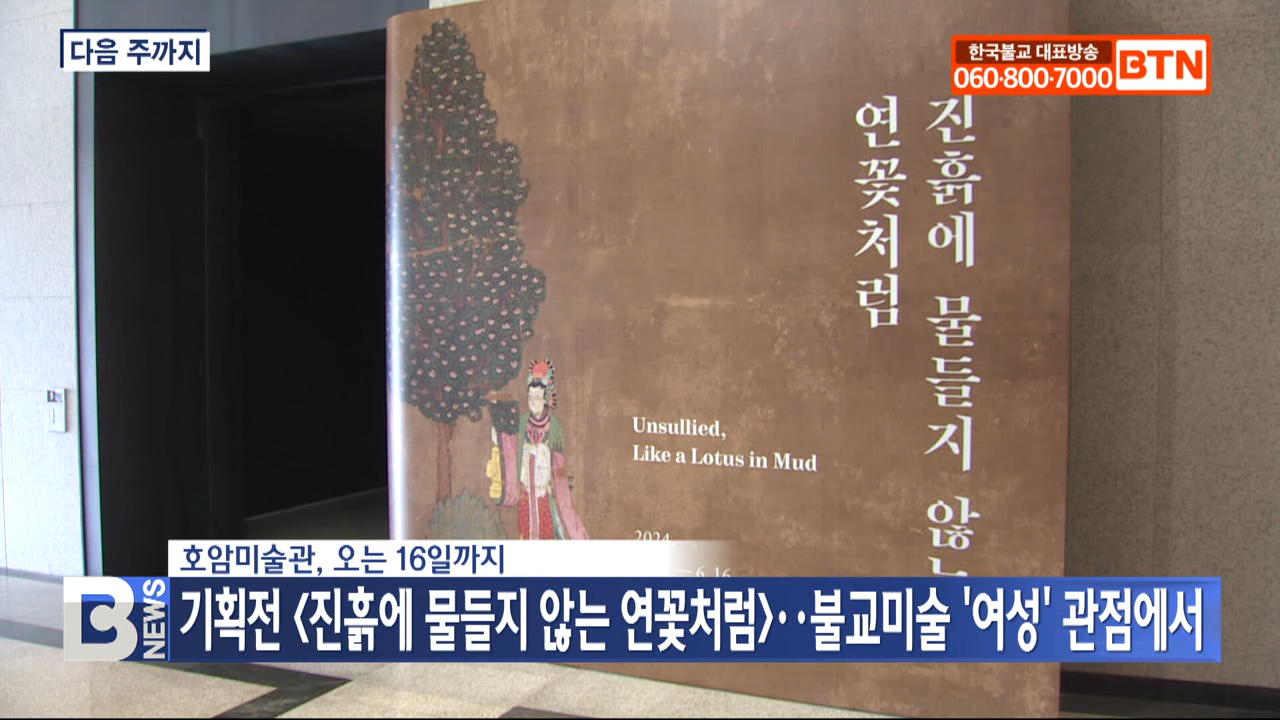 다음 주까지
한국불교 대표방송
060·800·7000
BTN
진흙에 물들지 않는
연꽃처럼
Unsullied,
Like a Lotus in Mud
2024
— 6. 16
호암미술관, 오는 16일까지
B NEWS
기획전 <진흙에 물들지 않는 연꽃처럼>··불교미술 '여성' 관점에서